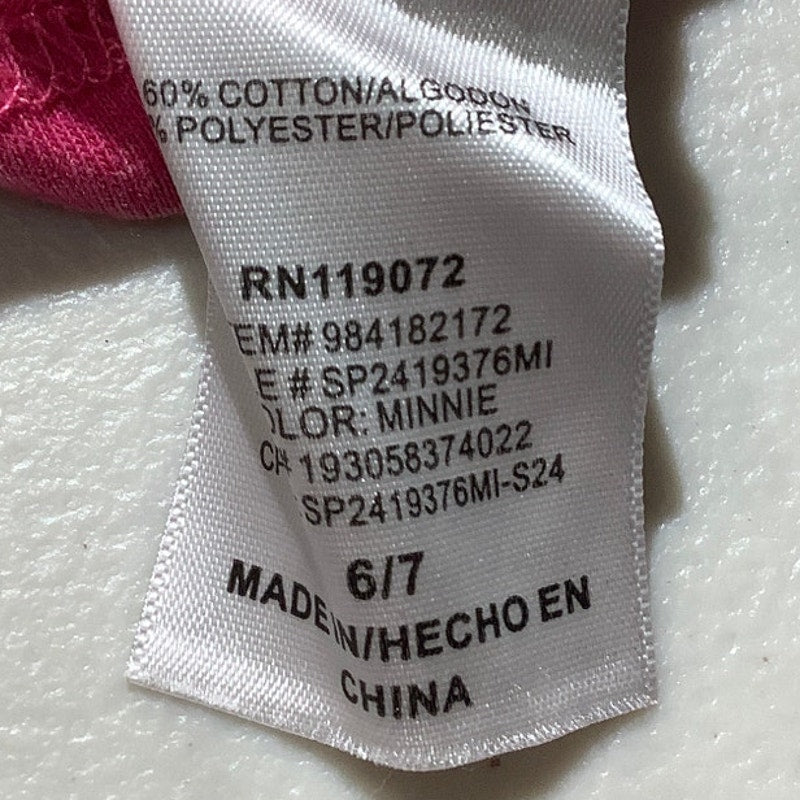 60% COTTON/ALGODON
% POLYESTER/POLIESTER
RN119072
EM# 984182172
E # SP2419376MI
OLOR: MINNIE
C# 193058374022
SP2419376MI-S24
6/7
MADE IN/HECHO EN
CHINA